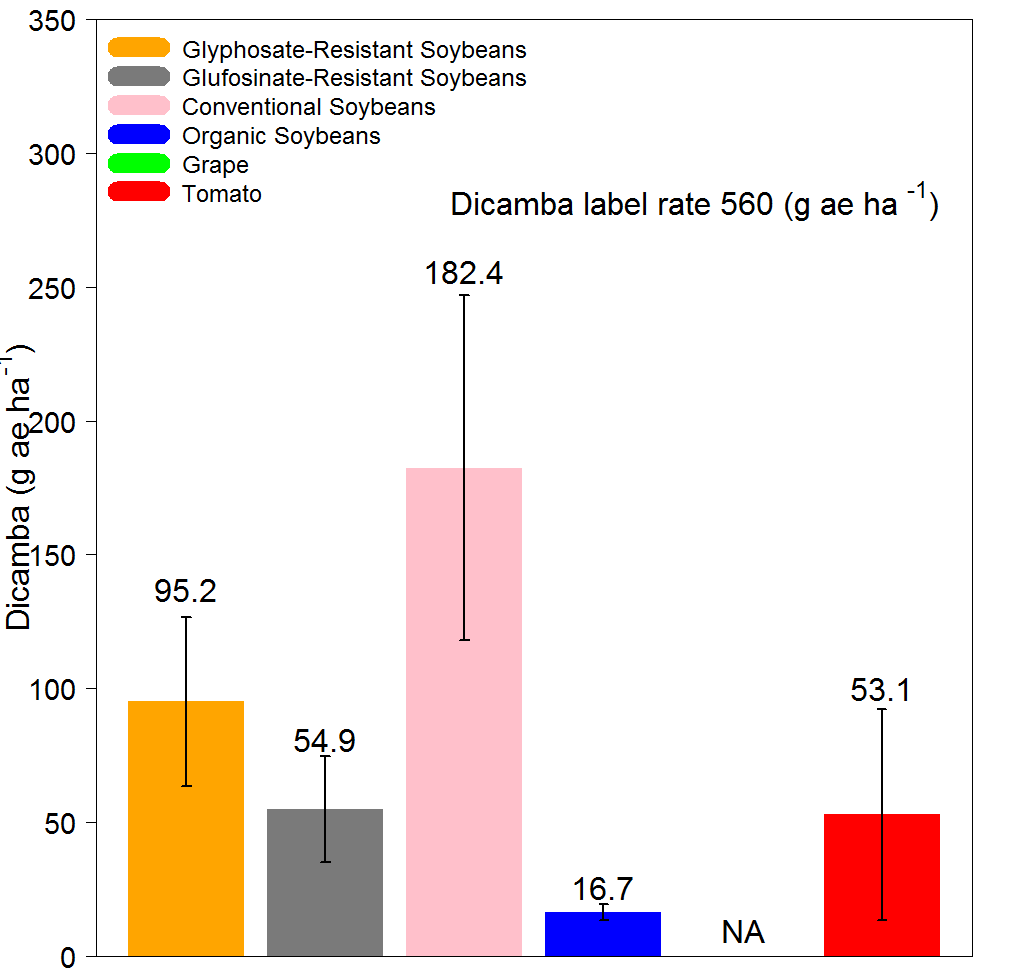 350
300
250
200
150
100
50
0
Dicamba (g ae ha -1)
Glyphosate-Resistant Soybeans
Glufosinate-Resistant Soybeans
Conventional Soybeans
Organic Soybeans
Grape
Tomato
Dicamba label rate 560 (g ae ha -1)
95.2
54.9
182.4
16.7
NA
53.1